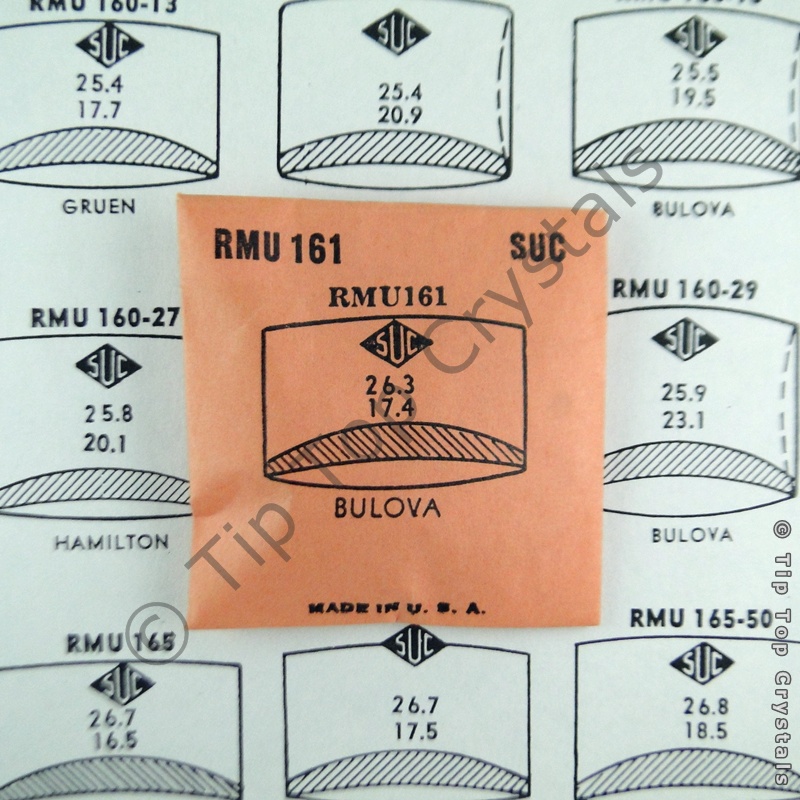 RMU 160-13
SUC
25.4
17.7
GRUEN
SUC
25.4
20.9
SUC
25.5
19.5
BULOVA
RMU 161 SUC
RMU161
SUC
26.3
17.4
BULOVA
MADE IN U. S. A.
RMU 160-27
SUC
25.8
20.1
HAMILTON
RMU 160-29
SUC
25.9
23.1
BULOVA
RMU 165
SUC
26.7
16.5
SUC
26.7
17.5
RMU 165-50
SUC
26.8
18.5
© Tip Top Crystals
© Tip Top Crystals